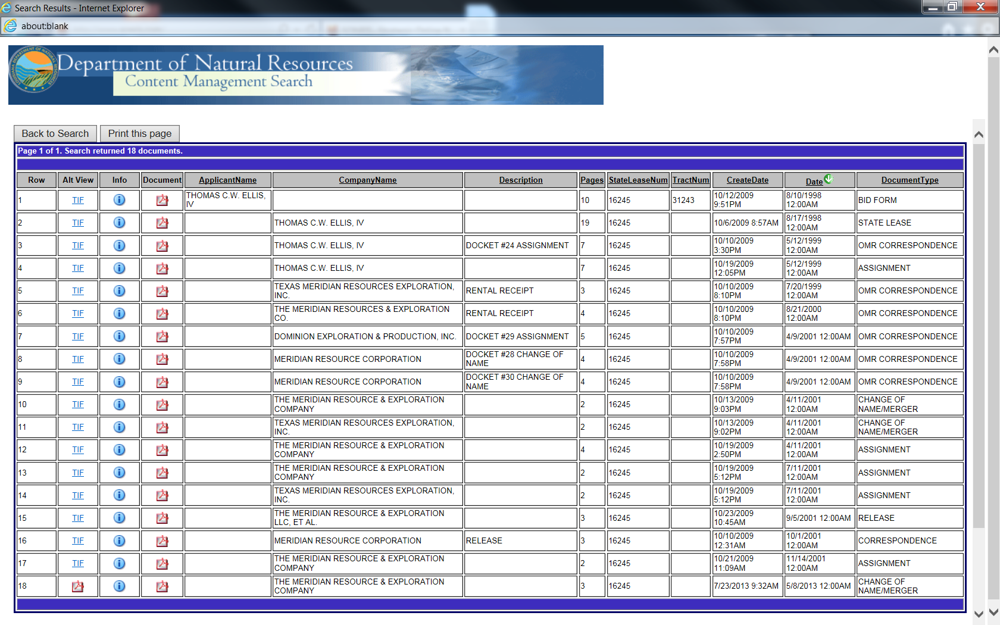 Search Results - Internet Explorer
about:blank
Department of Natural Resources
Content Management Search
Back to Search Print this page
Page 1 of 1. Search returned 18 documents.
Row Alt View Info Document ApplicantName CompanyName Description Pages StateLeaseNum TractNum CreateDate Date DocumentType
1 TIF THOMAS C.W. ELLIS, IV 10 16245 31243 10/12/2009 9:51PM 8/10/1998 12:00AM BID FORM
2 TIF THOMAS C.W. ELLIS, IV 19 16245 10/6/2009 8:57AM 8/17/1998 12:00AM STATE LEASE
3 TIF THOMAS C.W. ELLIS, IV DOCKET #24 ASSIGNMENT 7 16245 10/10/2009 3:30PM 5/12/1999 12:00AM OMR CORRESPONDENCE
4 TIF THOMAS C.W. ELLIS, IV 7 16245 10/19/2009 12:05PM 5/12/1999 12:00AM ASSIGNMENT
5 TIF TEXAS MERIDIAN RESOURCES EXPLORATION, INC. RENTAL RECEIPT 3 16245 10/10/2009 8:10PM 7/20/1999 12:00AM OMR CORRESPONDENCE
6 TIF THE MERIDIAN RESOURCES & EXPLORATION CO. RENTAL RECEIPT 4 16245 10/10/2009 8:10PM 8/21/2000 12:00AM OMR CORRESPONDENCE
7 TIF DOMINION EXPLORATION & PRODUCTION, INC. DOCKET #29 ASSIGNMENT 5 16245 10/10/2009 7:57PM 4/9/2001 12:00AM OMR CORRESPONDENCE
8 TIF MERIDIAN RESOURCE CORPORATION DOCKET #28 CHANGE OF NAME 4 16245 10/10/2009 7:58PM 4/9/2001 12:00AM OMR CORRESPONDENCE
9 TIF MERIDIAN RESOURCE CORPORATION DOCKET #30 CHANGE OF NAME 4 16245 10/10/2009 7:58PM 4/9/2001 12:00AM OMR CORRESPONDENCE
10 TIF THE MERIDIAN RESOURCE & EXPLORATION COMPANY 2 16245 10/13/2009 9:03PM 4/11/2001 12:00AM CHANGE OF NAME/MERGER
11 TIF TEXAS MERIDIAN RESOURCES EXPLORATION, INC. 2 16245 10/13/2009 9:02PM 4/11/2001 12:00AM CHANGE OF NAME/MERGER
12 TIF THE MERIDIAN RESOURCE & EXPLORATION COMPANY 4 16245 10/19/2009 2:50PM 4/11/2001 12:00AM ASSIGNMENT
13 TIF THE MERIDIAN RESOURCE & EXPLORATION COMPANY 2 16245 10/19/2009 5:12PM 7/11/2001 12:00AM ASSIGNMENT
14 TIF TEXAS MERIDIAN RESOURCES EXPLORATION, INC. 2 16245 10/19/2009 5:12PM 7/11/2001 12:00AM ASSIGNMENT
15 TIF THE MERIDIAN RESOURCE & EXPLORATION LLC, ET AL. 3 16245 10/23/2009 10:45AM 9/5/2001 12:00AM RELEASE
16 TIF MERIDIAN RESOURCE CORPORATION RELEASE 3 16245 10/10/2009 12:31AM 10/1/2001 12:00AM CORRESPONDENCE
17 TIF THE MERIDIAN RESOURCE & EXPLORATION COMPANY 2 16245 10/21/2009 11:09AM 11/14/2001 12:00AM ASSIGNMENT
18 THE MERIDIAN RESOURCE & EXPLORATION COMPANY 3 16245 7/23/2013 9:32AM 5/8/2013 12:00AM CHANGE OF NAME/MERGER